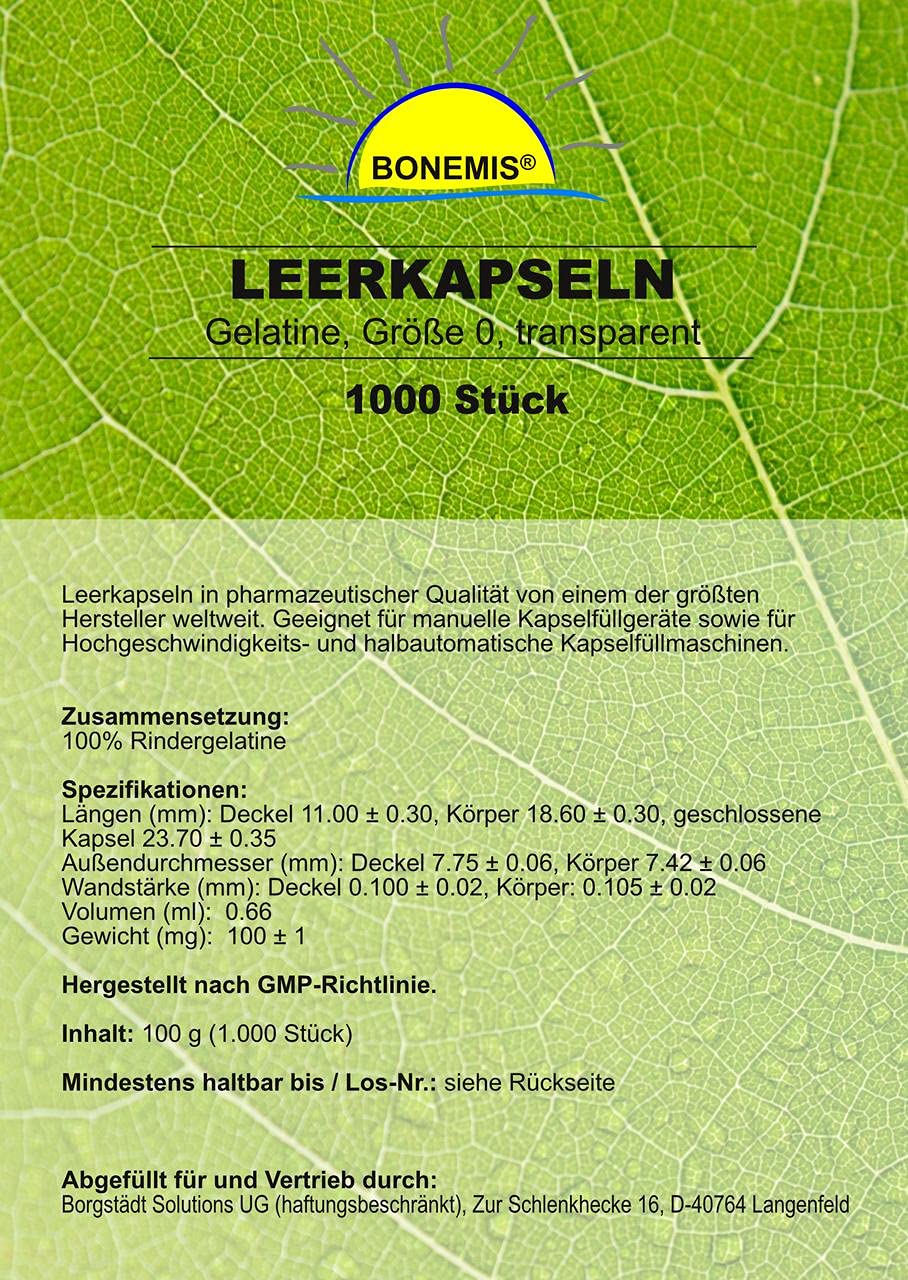 BONEMIS®
LEERKAPSELN
Gelatine, Größe 0, transparent
1000 Stück
Leerkapseln in pharmazeutischer Qualität von einem der größten
Hersteller weltweit. Geeignet für manuelle Kapselfüllgeräte sowie für
Hochgeschwindigkeits- und halbautomatische Kapselfüllmaschinen.
Zusammensetzung:
100% Rindergelatine
Spezifikationen:
Längen (mm): Deckel 11.00 ± 0.30, Körper 18.60 ± 0.30, geschlossene
Kapsel 23.70 ± 0.35
Außendurchmesser (mm): Deckel 7.75 ± 0.06, Körper 7.42 ± 0.06
Wandstärke (mm): Deckel 0.100 ± 0.02, Körper: 0.105 ± 0.02
Volumen (ml): 0.66
Gewicht (mg): 100 ± 1
Hergestellt nach GMP-Richtlinie.
Inhalt: 100 g (1.000 Stück)
Mindestens haltbar bis / Los-Nr.: siehe Rückseite
Abgefüllt für und Vertrieb durch:
Borgstädt Solutions UG (haftungsbeschränkt), Zur Schlenkhecke 16, D-40764 Langenfeld